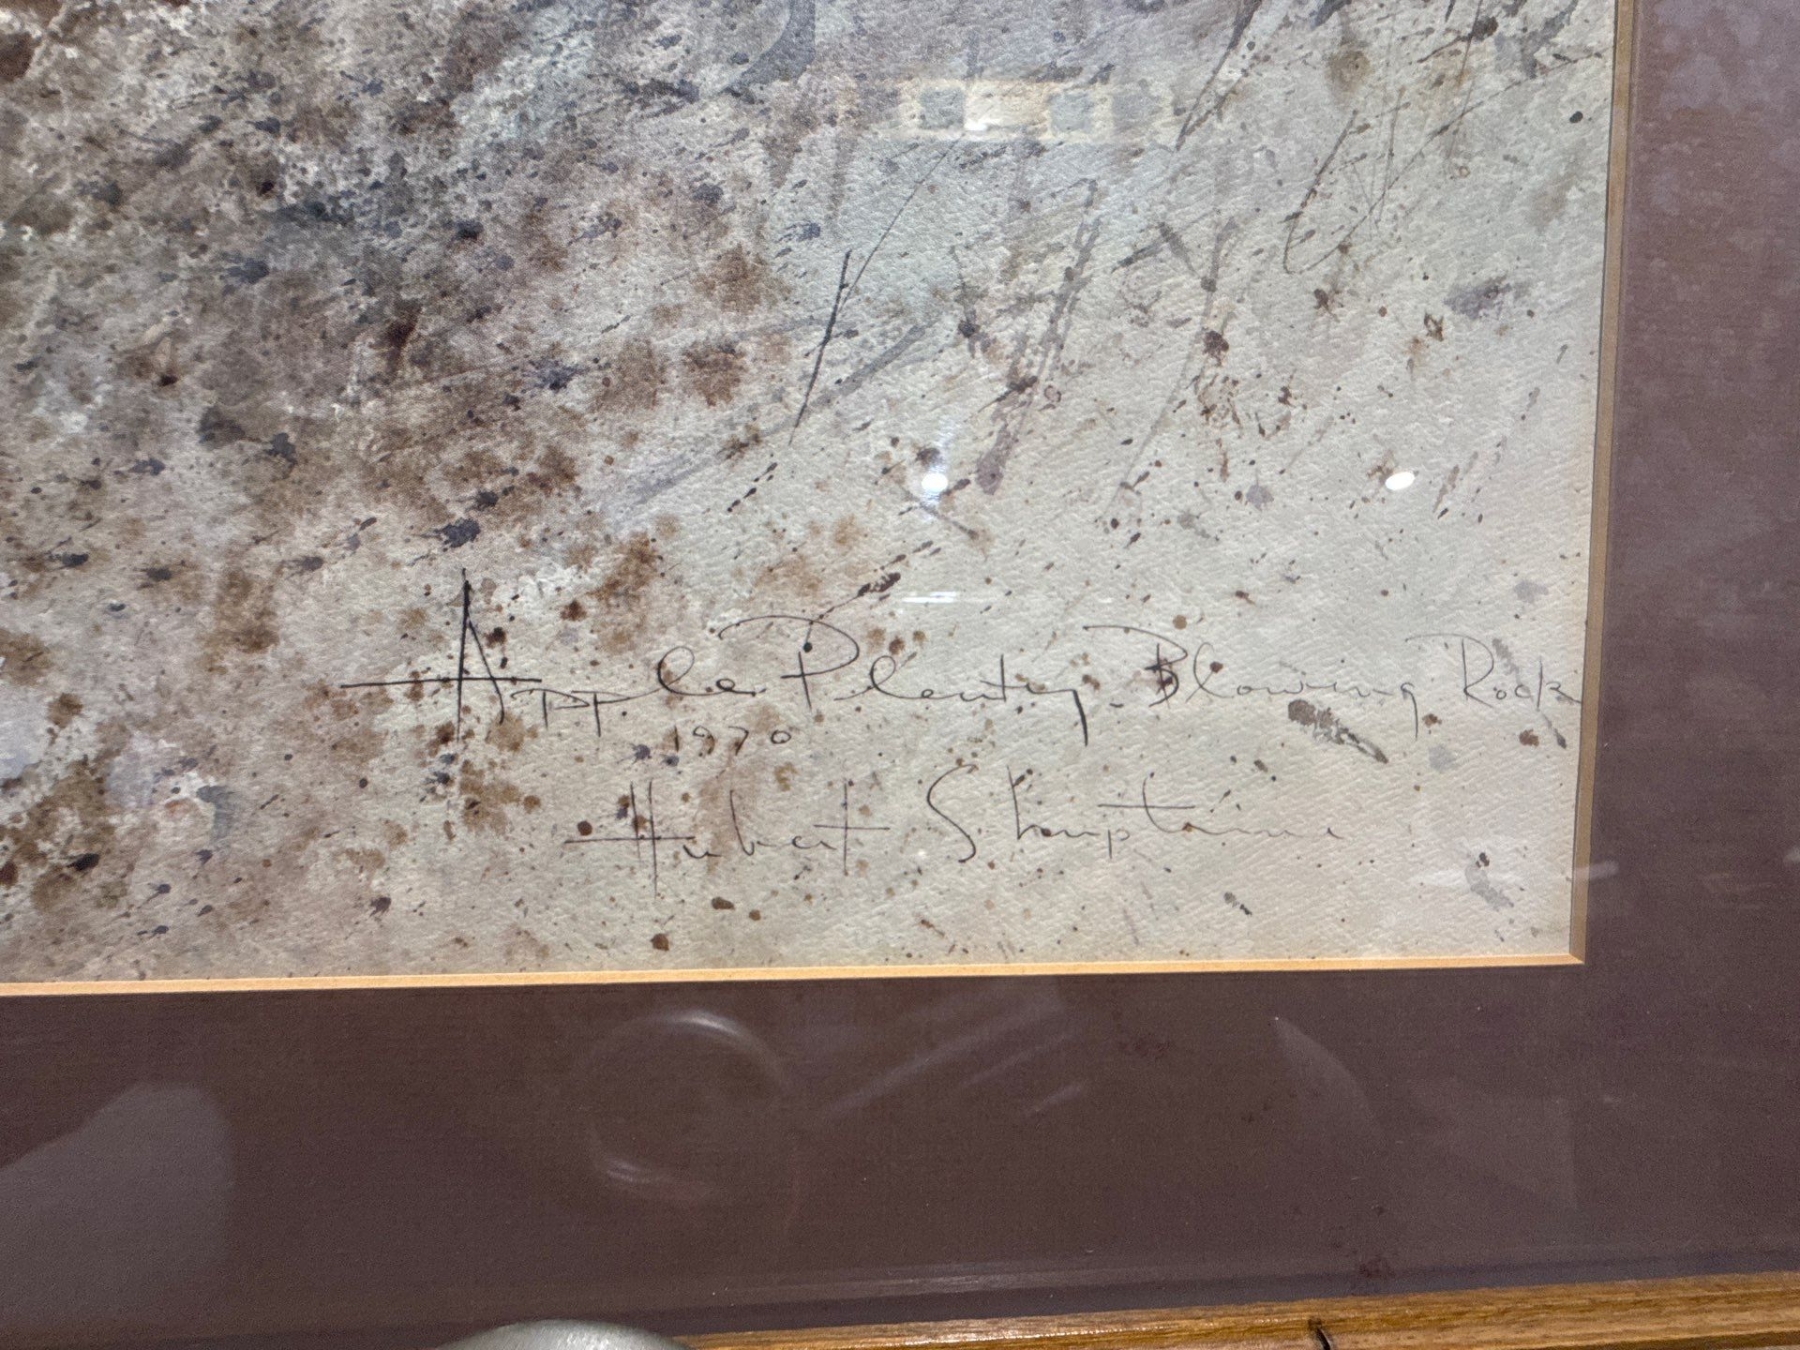 Apple Plenty. Blowing Rock
1970
Hubert Shuptrine